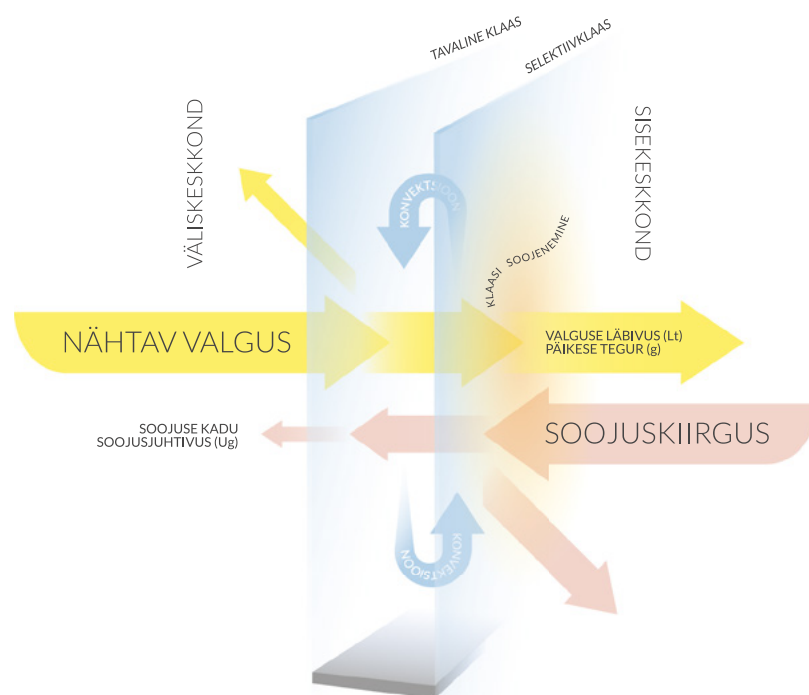 TAVALINE KLAAS
SELEKTIIVKLAAS
VÄLISKESKKOND
SISEKESKKOND
KONVEKTSIOON
KLAASI SOOJENEMINE
NÄHTAV VALGUS
VALGUSE LÄBIVUS (Lt)
PÄIKESE TEGUR (g)
SOOJUSE KADU
SOOJUSJUHTIVUS (Ug)
SOOJUSKIIRGUS
KONVEKTSIOON